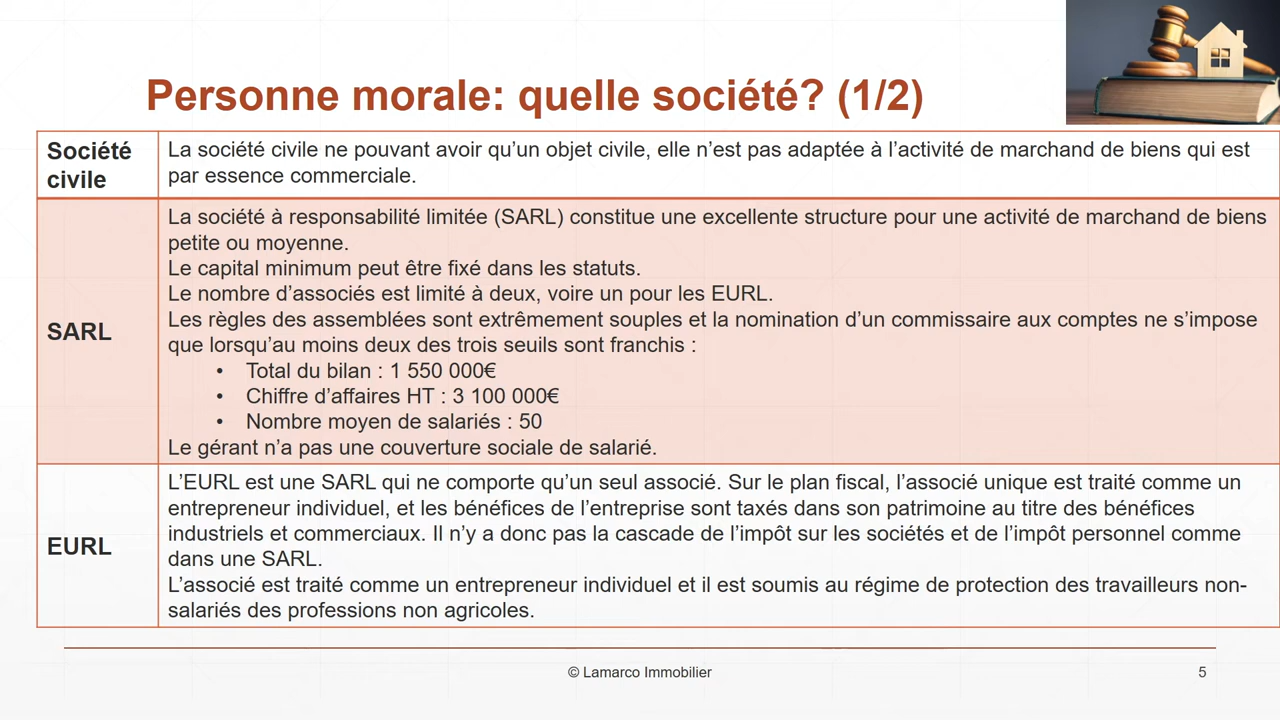 Personne morale: quelle société? (1/2)
Société
civile
La société civile ne pouvant avoir qu’un objet civile, elle n’est pas adaptée à l’activité de marchand de biens qui est
par essence commerciale.
SARL
La société à responsabilité limitée (SARL) constitue une excellente structure pour une activité de marchand de biens
petite ou moyenne.
Le capital minimum peut être fixé dans les statuts.
Le nombre d’associés est limité à deux, voire un pour les EURL.
Les règles des assemblées sont extrêmement souples et la nomination d’un commissaire aux comptes ne s’impose
que lorsqu’au moins deux des trois seuils sont franchis :
• Total du bilan : 1 550 000€
• Chiffre d’affaires HT : 3 100 000€
• Nombre moyen de salariés : 50
Le gérant n’a pas une couverture sociale de salarié.
EURL
L’EURL est une SARL qui ne comporte qu’un seul associé. Sur le plan fiscal, l’associé unique est traité comme un
entrepreneur individuel, et les bénéfices de l’entreprise sont taxés dans son patrimoine au titre des bénéfices
industriels et commerciaux. Il n’y a donc pas la cascade de l’impôt sur les sociétés et de l’impôt personnel comme
dans une SARL.
L’associé est traité comme un entrepreneur individuel et il est soumis au régime de protection des travailleurs non-
salariés des professions non agricoles.
© Lamarco Immobilier
5